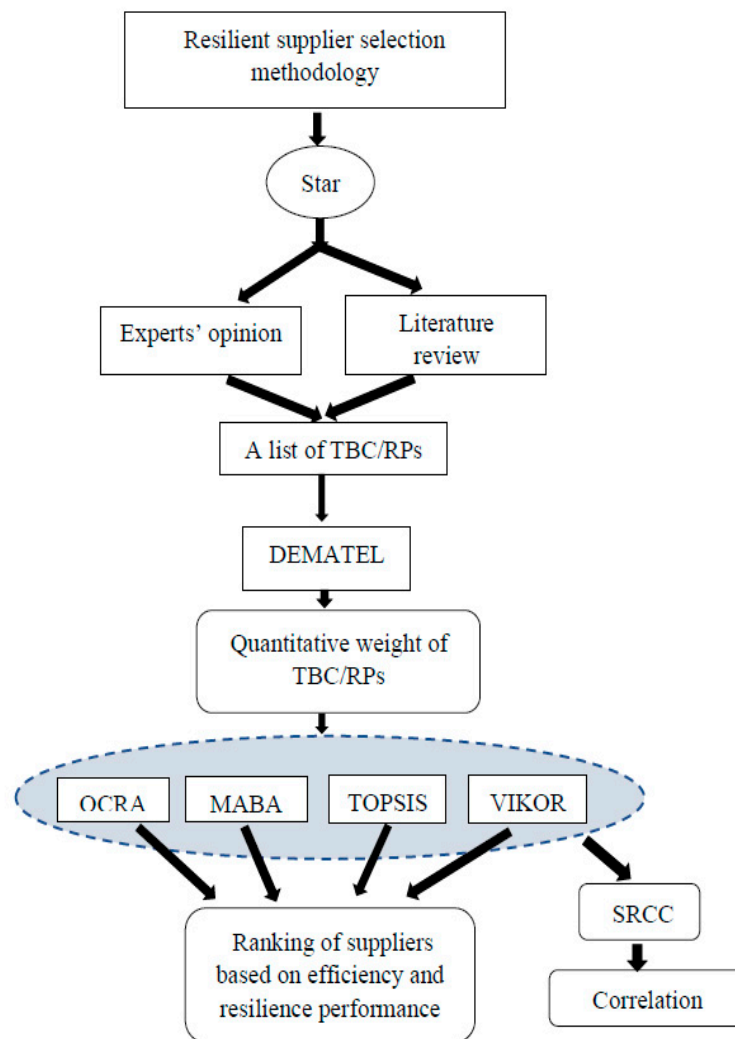 Resilient supplier selection
methodology
Star
Experts' opinion
Literature
review
A list of TBC/RPs
DEMATEL
Quantitative weight of
TBC/RPs
OCRA
MABA
TOPSIS
VIKOR
SRCC
Ranking of suppliers
based on efficiency and
resilience performance
Correlation